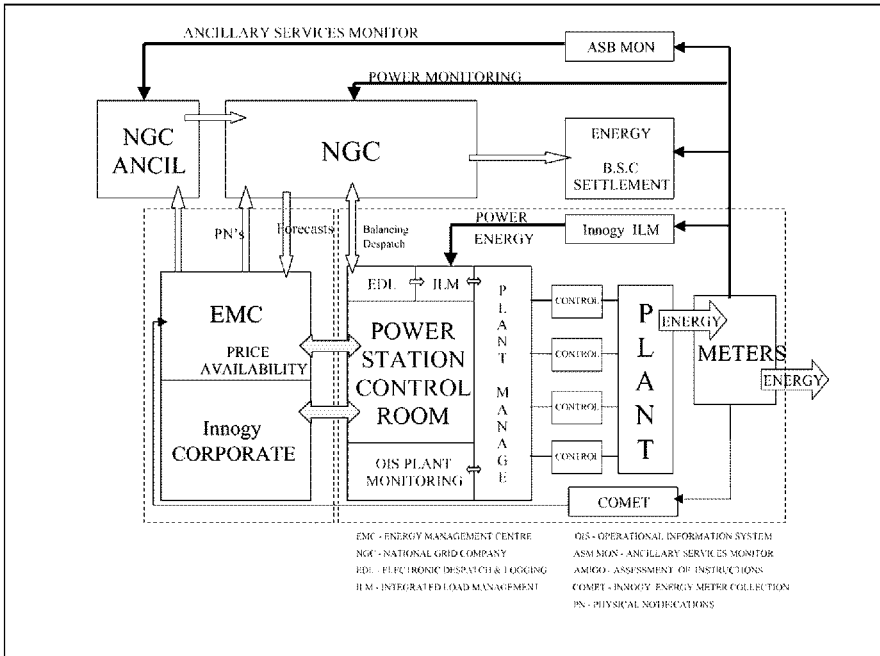 ANCILLARY SERVICES MONITOR
ASB MON
POWER MONITORING
NGC
ANCIL
NGC
ENERGY
B.S.C
SETTLEMENT
PN's
Forecasts
Balancing
Despatch
POWER
ENERGY
Innogy ILM
EDL
ILM
EMC
PRICE
AVAILABILITY
Innogy
CORPORATE
POWER
STATION
CONTROL
ROOM
OIS PLANT
MONITORING
PLANT MANAGE
CONTROL
CONTROL
CONTROL
CONTROL
PLANT
ENERGY
METERS
ENERGY
COMET
EMC - ENERGY MANAGEMENT CENTRE
NGC - NATIONAL GRID COMPANY
EDL - ELECTRONIC DESPATCH & LOGGING
ILM - INTEGRATED LOAD MANAGEMENT
OIS - OPERATIONAL INFORMATION SYSTEM
ASM MON - ANCILLARY SERVICES MONITOR
AMIGO - ASSESSMENT OF INSTRUCTIONS
COMET - INNOGY ENERGY METER COLLECTION
PN - PHYSICAL NOTIFICATIONS